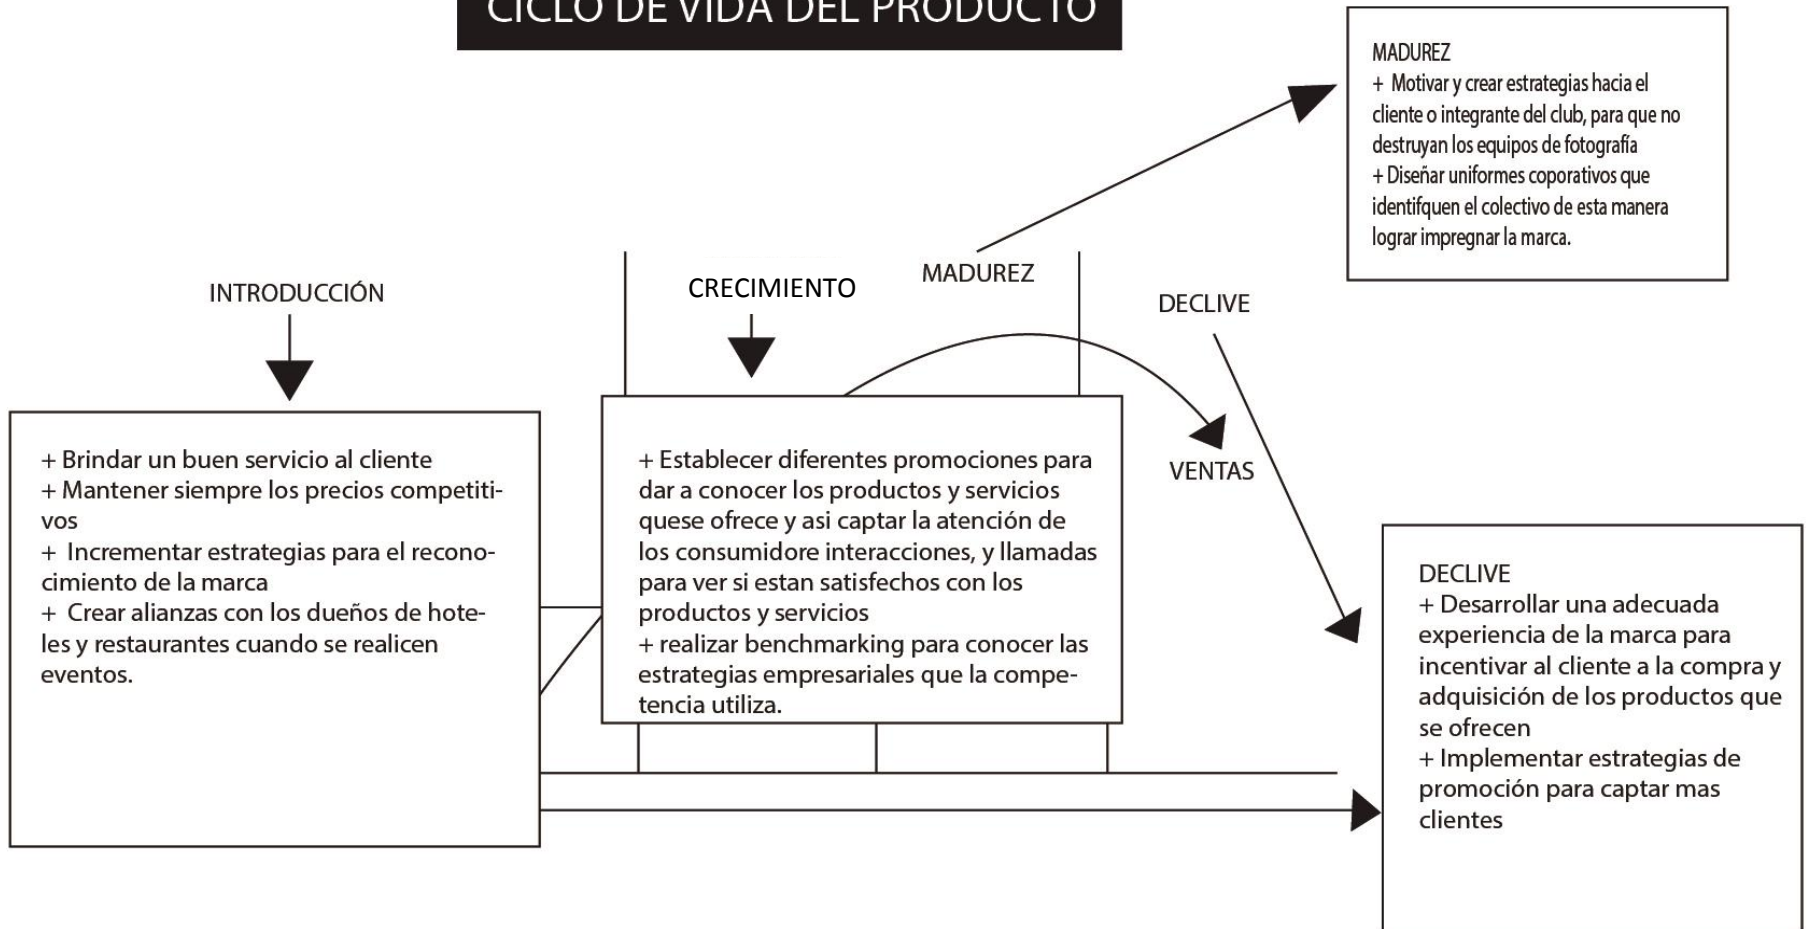 CICLO DE VIDA DEL PRODUCTO
MADUREZ
+ Motivar y crear estrategias hacia el
cliente o integrante del club, para que no
destruyan los equipos de fotografía
+ Diseñar uniformes coporativos que
identifquen el colectivo de esta manera
lograr impregnar la marca.
INTRODUCCIÓN
CRECIMIENTO
MADUREZ
DECLIVE
VENTAS
+ Brindar un buen servicio al cliente
+ Mantener siempre los precios competiti-
vos
+ Incrementar estrategias para el recono-
cimiento de la marca
+ Crear alianzas con los dueños de hote-
les y restaurantes cuando se realicen
eventos.
+ Establecer diferentes promociones para
dar a conocer los productos y servicios
quese ofrece y asi captar la atención de
los consumidore interacciones, y llamadas
para ver si estan satisfechos con los
productos y servicios
+ realizar benchmarking para conocer las
estrategias empresariales que la compe-
tencia utiliza.
DECLIVE
+ Desarrollar una adecuada
experiencia de la marca para
incentivar al cliente a la compra y
adquisición de los productos que
se ofrecen
+ Implementar estrategias de
promoción para captar mas
clientes